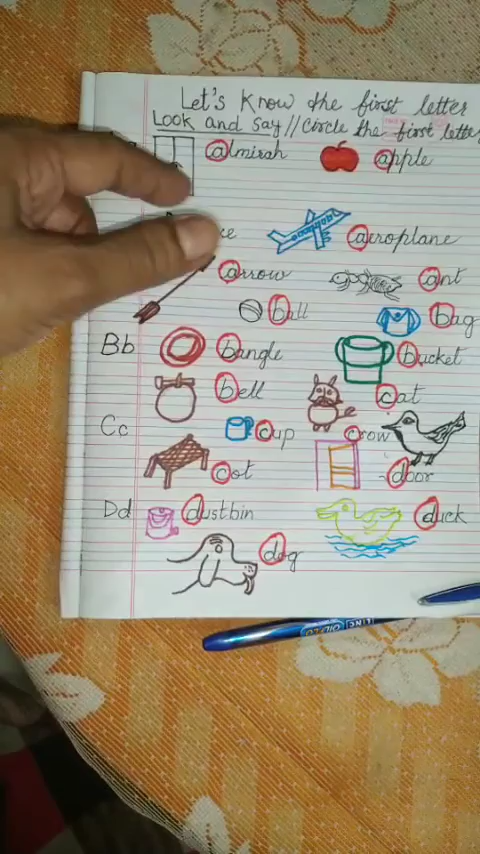 Let's know the first letter
Look and say // Circle the first letter
almirah apple
aeroplane
arrow ant
ball bag
Bb bangle bucket
bell cat
Cc cup crow
cot door
Dd dustbin duck
dog